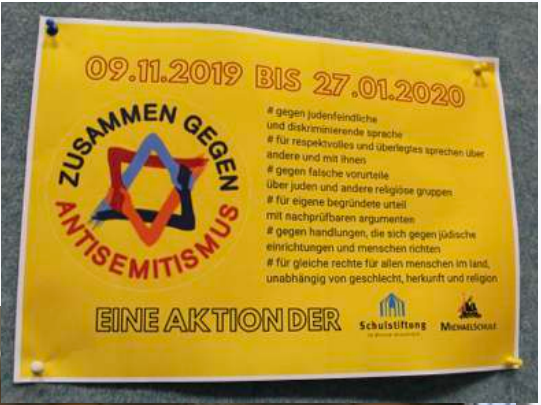 09.11.2019 BIS 27.01.2020
ZUSAMMEN GEGEN
ANTISEMITISMUS
# gegen judenfeindliche
und diskriminierende sprache
# für respektvolles und überlegtes sprechen über
andere und mit ihnen
# gegen falsche vorurteile
über juden und andere religiöse gruppen
# für eigene begründete urteil
mit nachprüfbaren argumenten
# gegen handlungen, die sich gegen jüdische
einrichtungen und menschen richten
# für gleiche rechte für allen menschen im land,
unabhängig von geschlecht, herkunft und religion
EINE AKTION DER
Schulstiftung
MICHAELSCHULE